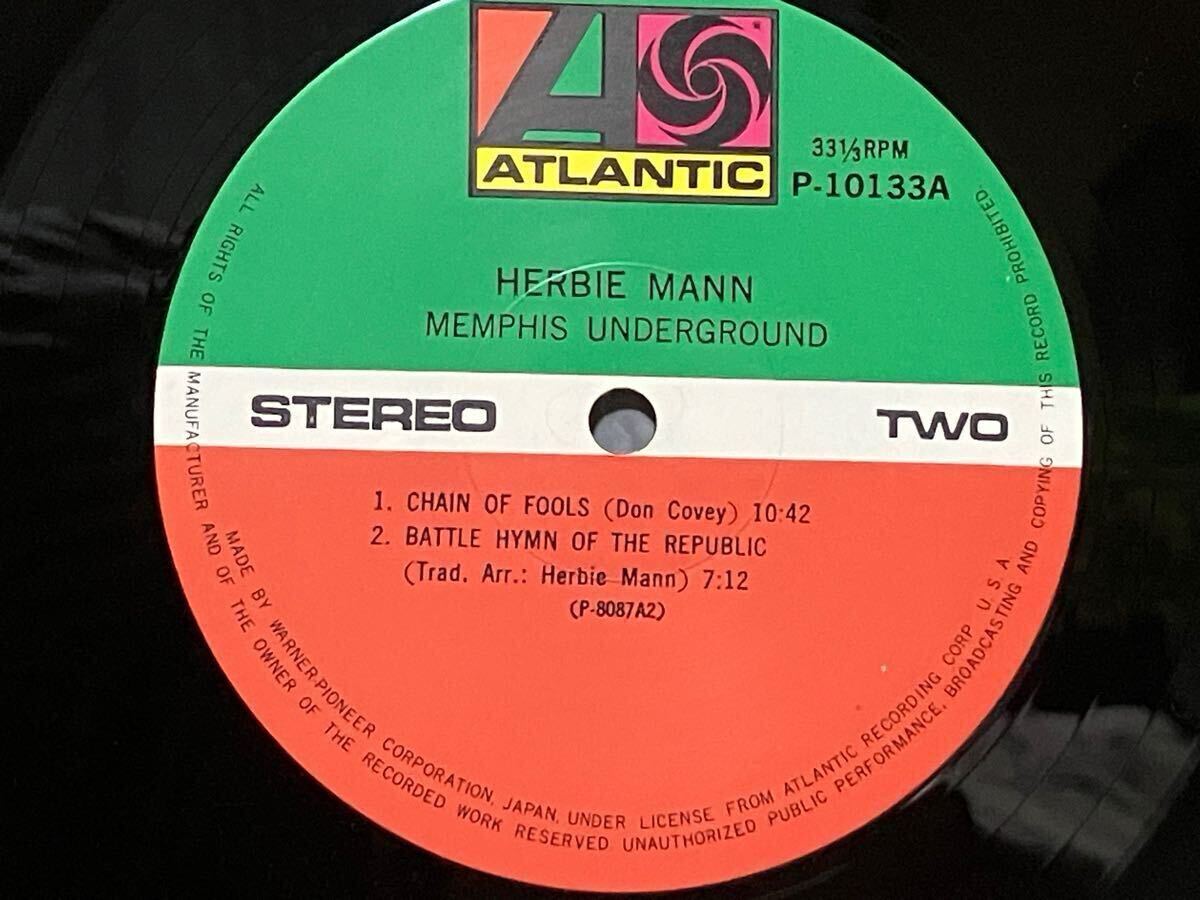 ATLANTIC
33⅓RPM
P-10133A
HERBIE MANN
MEMPHIS UNDERGROUND
STEREO
TWO
1. CHAIN OF FOOLS (Don Covey) 10:42
2. BATTLE HYMN OF THE REPUBLIC
(Trad. Arr.: Herbie Mann) 7:12
(P-8087A2)
MADE BY WARNER-PIONEER CORPORATION, JAPAN, UNDER LICENSE FROM ATLANTIC RECORDING CORP. U. S. A
ALL RIGHTS OF THE MANUFACTURER AND OF THE OWNER OF THE RECORDED WORK RESERVED UNAUTHORIZED PUBLIC PERFORMANCE, BROADCASTING AND COPYING OF THIS RECORD PROHIBITED.